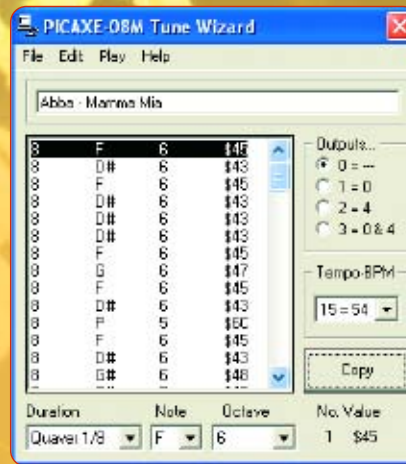 PICAXE-08M Tune Wizard
File Edit Play Help
Abba - Mamma Mia
8 F 6 $45
8 D# 6 $43
8 F 6 $45
8 D# 6 $43
8 D# 6 $43
8 D# 6 $43
8 F 6 $45
8 G 6 $47
8 F 6 $45
8 D# 6 $43
8 P 5 $6C
8 F 6 $45
8 D# 6 $43
8 G# 6 $48
Outputs...
0 = ---
1 = 0
2 = 4
3 = 0 & 4
Tempo-BPM
15 = 54
Copy
Duration Note Octave No. Value
Quaver 1/8 F 6 1 $45